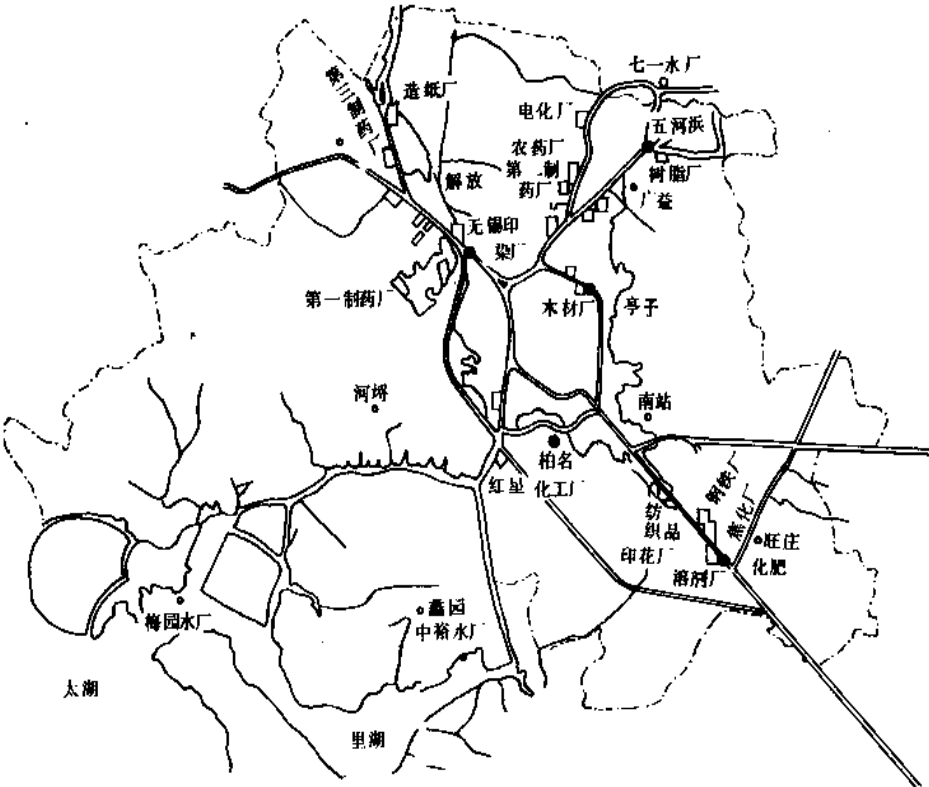 七一水厂
造纸厂
第三制药厂
电化厂
五河浜
农药厂
第二制
药厂
树脂厂
广益
解放
无锡印
染厂
第一制药厂
木材厂
亭子
河埒
南站
柏名
化工厂
红星
钢铁厂
焦化厂
纺
织品
印花厂
旺庄
化肥
溶剂厂
蠡园
中裕水厂
梅园水厂
太湖
里湖